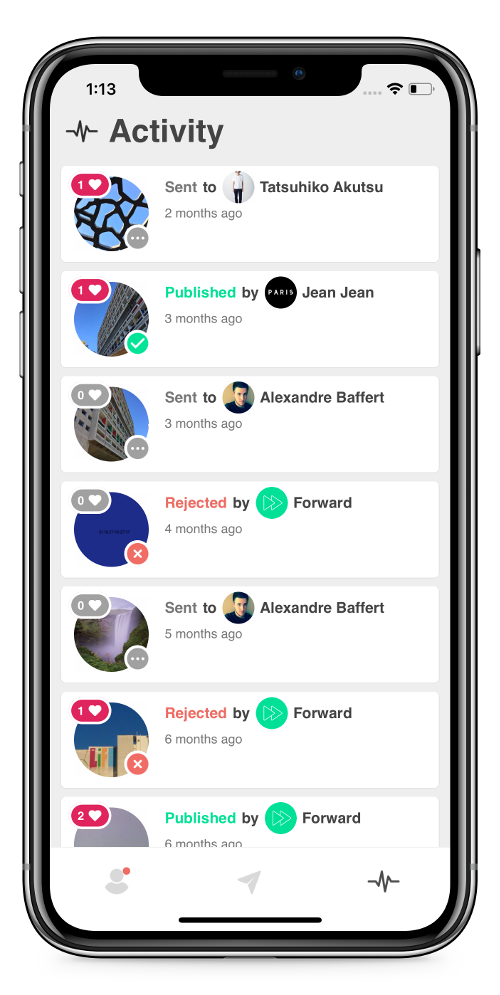 1:13
Activity
1
Sent to Tatsuhiko Akutsu
2 months ago
1
Published by PARIS Jean Jean
3 months ago
0
Sent to Alexandre Baffert
3 months ago
0
Rejected by Forward
4 months ago
0
Sent to Alexandre Baffert
5 months ago
1
Rejected by Forward
6 months ago
2
Published by Forward
6 months ago